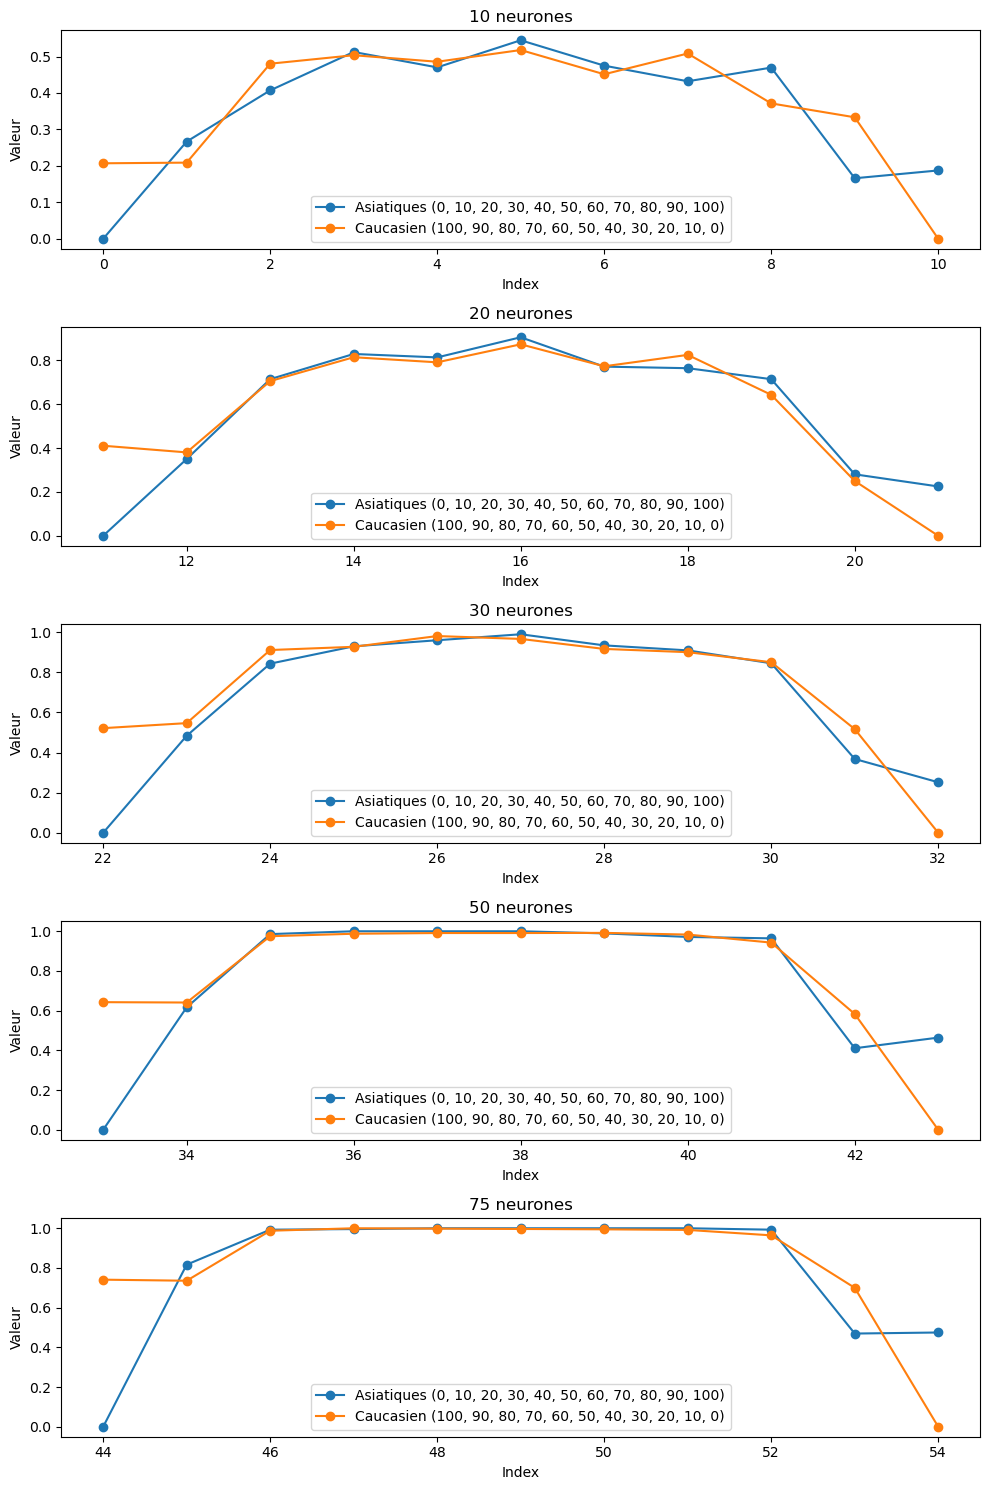 10 neurones
0.5
0.4
0.3
0.2
0.1
0.0
Valeur
Asiatiques (0, 10, 20, 30, 40, 50, 60, 70, 80, 90, 100)
Caucasien (100, 90, 80, 70, 60, 50, 40, 30, 20, 10, 0)
0 2 4 6 8 10
Index
20 neurones
0.8
0.6
0.4
0.2
0.0
Valeur
Asiatiques (0, 10, 20, 30, 40, 50, 60, 70, 80, 90, 100)
Caucasien (100, 90, 80, 70, 60, 50, 40, 30, 20, 10, 0)
12 14 16 18 20
Index
30 neurones
1.0
0.8
0.6
0.4
0.2
0.0
Valeur
Asiatiques (0, 10, 20, 30, 40, 50, 60, 70, 80, 90, 100)
Caucasien (100, 90, 80, 70, 60, 50, 40, 30, 20, 10, 0)
22 24 26 28 30 32
Index
50 neurones
1.0
0.8
0.6
0.4
0.2
0.0
Valeur
Asiatiques (0, 10, 20, 30, 40, 50, 60, 70, 80, 90, 100)
Caucasien (100, 90, 80, 70, 60, 50, 40, 30, 20, 10, 0)
34 36 38 40 42
Index
75 neurones
1.0
0.8
0.6
0.4
0.2
0.0
Valeur
Asiatiques (0, 10, 20, 30, 40, 50, 60, 70, 80, 90, 100)
Caucasien (100, 90, 80, 70, 60, 50, 40, 30, 20, 10, 0)
44 46 48 50 52 54
Index